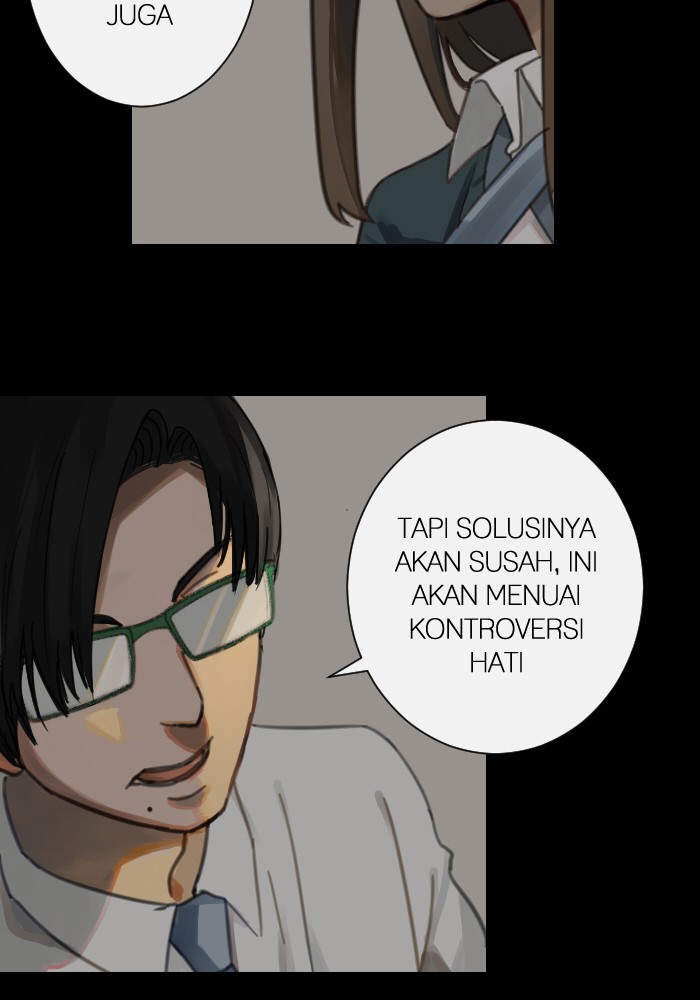 JUGA
TAPI SOLUSINYA
AKAN SUSAH, INI
AKAN MENUAI
KONTROVERSI
HATI